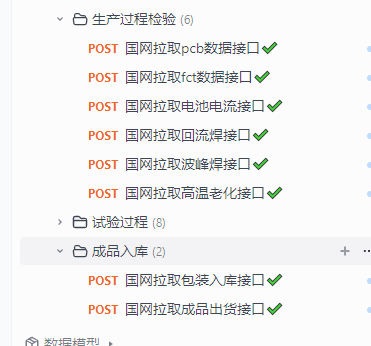 生产过程检验 (6)
POST 国网拉取pcb数据接口✔
POST 国网拉取fct数据接口✔
POST 国网拉取电池电流接口✔
POST 国网拉取回流焊接口✔
POST 国网拉取波峰焊接口✔
POST 国网拉取高温老化接口✔
试验过程 (8)
成品入库 (2)
POST 国网拉取包装入库接口✔
POST 国网拉取成品出货接口✔
数据模型